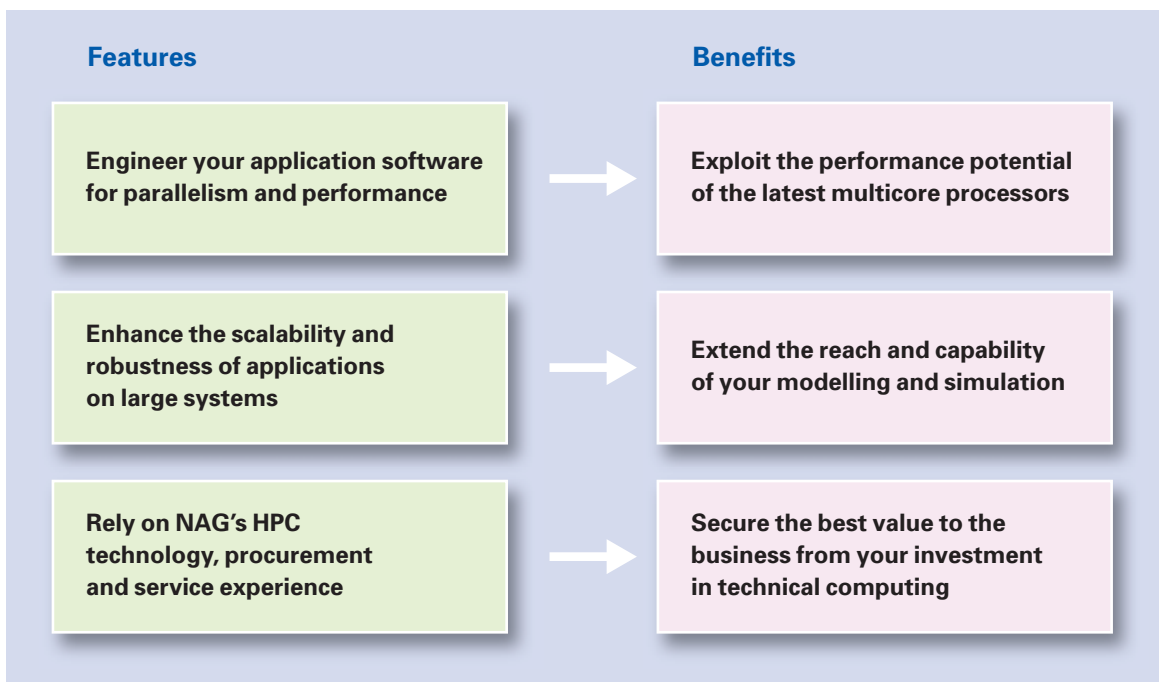 Features
Benefits
Engineer your application software
for parallelism and performance
Exploit the performance potential
of the latest multicore processors
Enhance the scalability and
robustness of applications
on large systems
Extend the reach and capability
of your modelling and simulation
Rely on NAG's HPC
technology, procurement
and service experience
Secure the best value to the
business from your investment
in technical computing